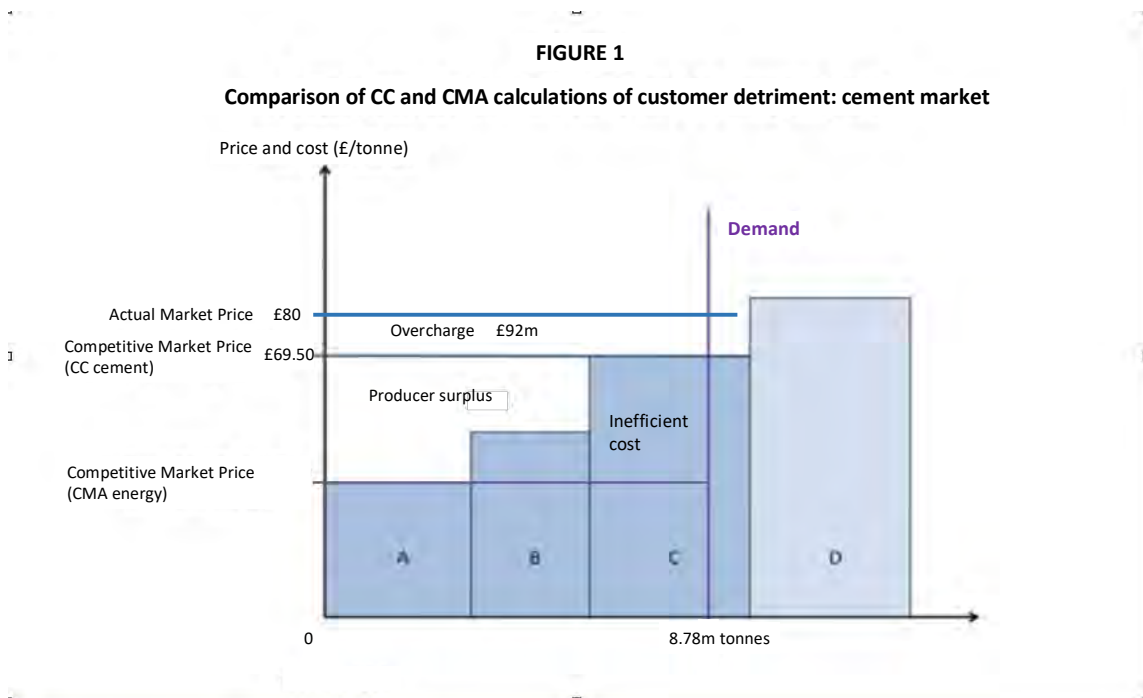 FIGURE 1
Comparison of CC and CMA calculations of customer detriment: cement market
Price and cost (£/tonne)
Demand
Actual Market Price £80
Overcharge £92m
Competitive Market Price
(CC cement)
£69.50
Producer surplus
Inefficient
cost
Competitive Market Price
(CMA energy)
A B C D
0 8.78m tonnes